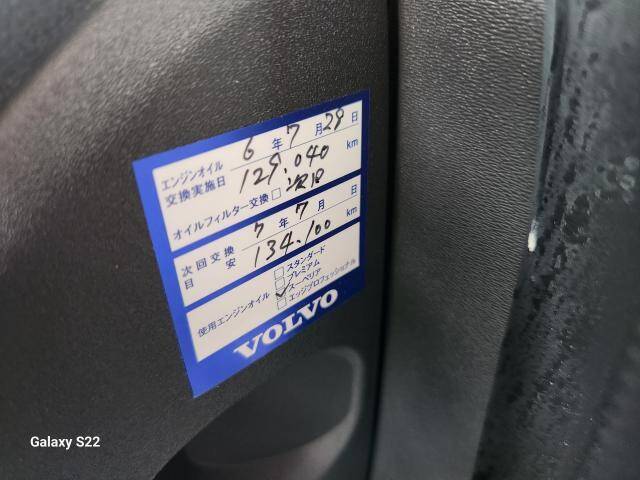 エンジンオイル 6年7月29日
交換実施日 129.040 km
オイルフィルター交換 □ 次回
次回交換 7年7月 日
目安 134.100 km
使用エンジンオイル □スタンダード
□プレミアム
☑スーペリア
□エッジプロフェッショナル
VOLVO
Galaxy S22